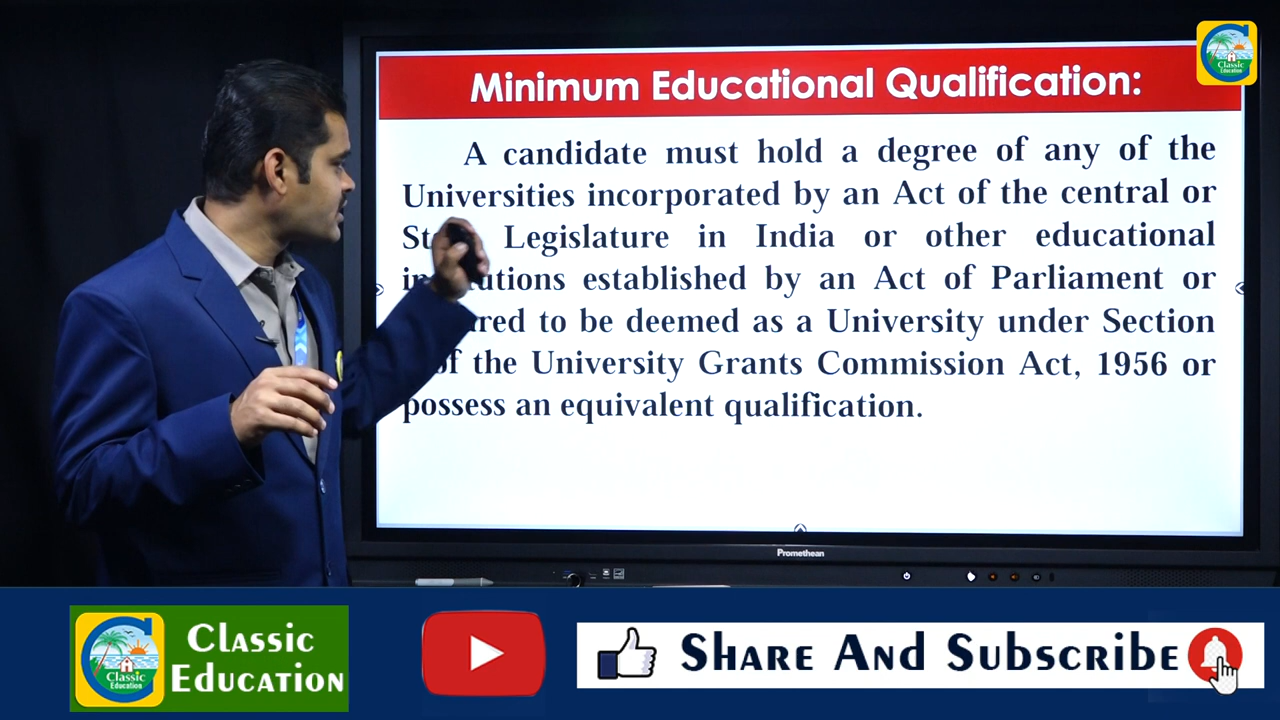 Minimum Educational Qualification:
Classic
Education
A candidate must hold a degree of any of the
Universities incorporated by an Act of the central or
Legislature in India or other educational
established by an Act of Parliament or
to be deemed as a University under Section
of the University Grants Commission Act, 1956 or
possess an equivalent qualification.
Promethean
Classic
Education
CLASSIC
EDUCATION
SHARE AND SUBSCRIBE